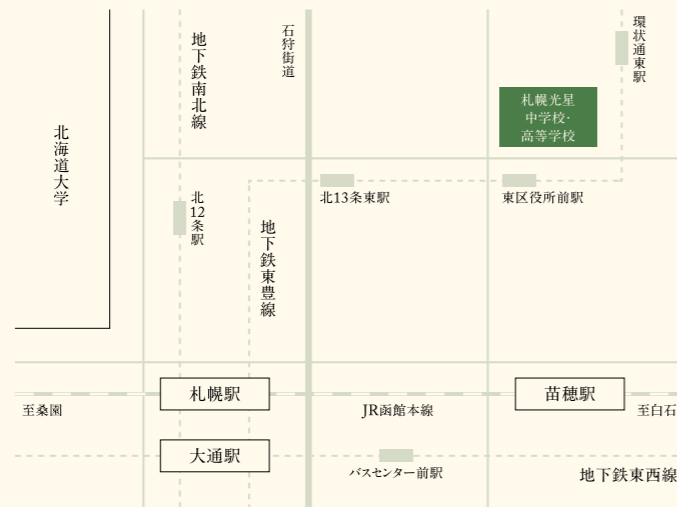 環状通東駅
石狩街道
地下鉄南北線
札幌光星
中学校・
高等学校
北海道大学
北13条東駅
東区役所前駅
北12条駅
地下鉄東豊線
札幌駅
苗穂駅
至桑園
JR函館本線
至白石
大通駅
バスセンター前駅
地下鉄東西線